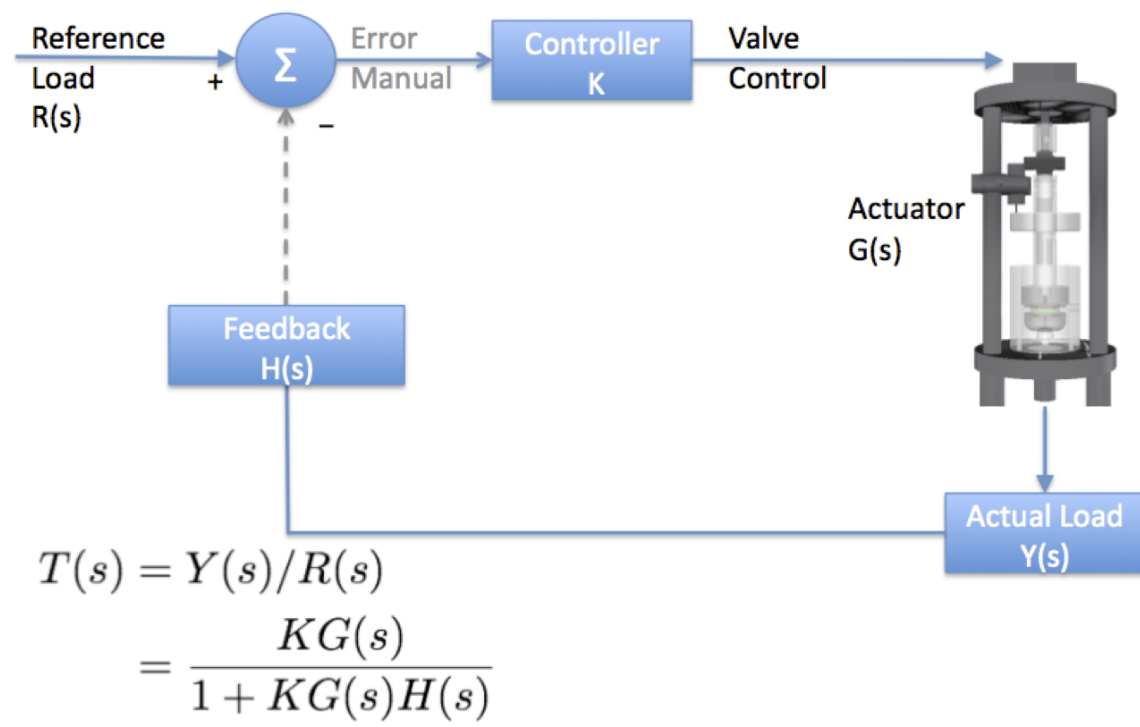 Reference
Load
R(s)
+
Σ
−
Error
Manual
Controller
K
Valve
Control
Actuator
G(s)
Feedback
H(s)
Actual Load
Y(s)
T(s) = Y(s)/R(s)
= KG(s) / 1 + KG(s)H(s)